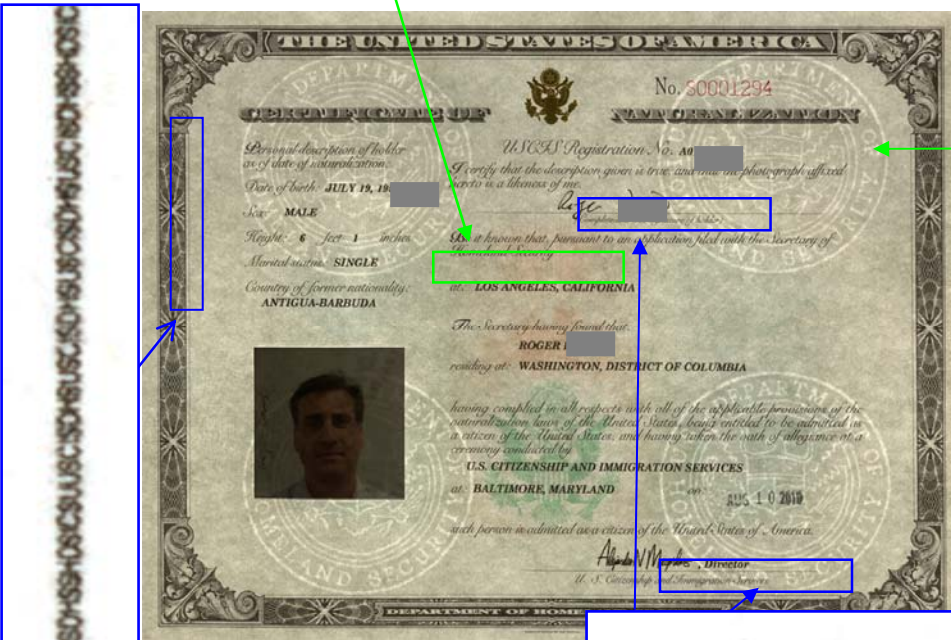 THE UNITED STATES OF AMERICA
No. S0001294
CERTIFICATE OF NATURALIZATION
Personal description of holder
as of date of naturalization:
Date of birth: JULY 19,
Sex: MALE
Height: 6 feet 1 inches
Marital status: SINGLE
Country of former nationality:
ANTIGUA-BARBUDA
USCIS Registration No. A0
I certify that the description given is true, and that the photograph affixed
hereto is a likeness of me.
Be it known that, pursuant to an application filed with the Secretary of
Homeland Security
at: LOS ANGELES, CALIFORNIA
The Secretary having found that:
ROGER
residing at: WASHINGTON, DISTRICT OF COLUMBIA
having complied in all respects with all of the applicable provisions of the
naturalization laws of the United States, being entitled to be admitted as
a citizen of the United States, and having taken the oath of allegiance at a
ceremony conducted by
U.S. CITIZENSHIP AND IMMIGRATION SERVICES
at: BALTIMORE, MARYLAND on: AUG 10 2010
such person is admitted as a citizen of the United States of America.
, Director
U. S. Citizenship and Immigration Services
DEPARTMENT OF HOME